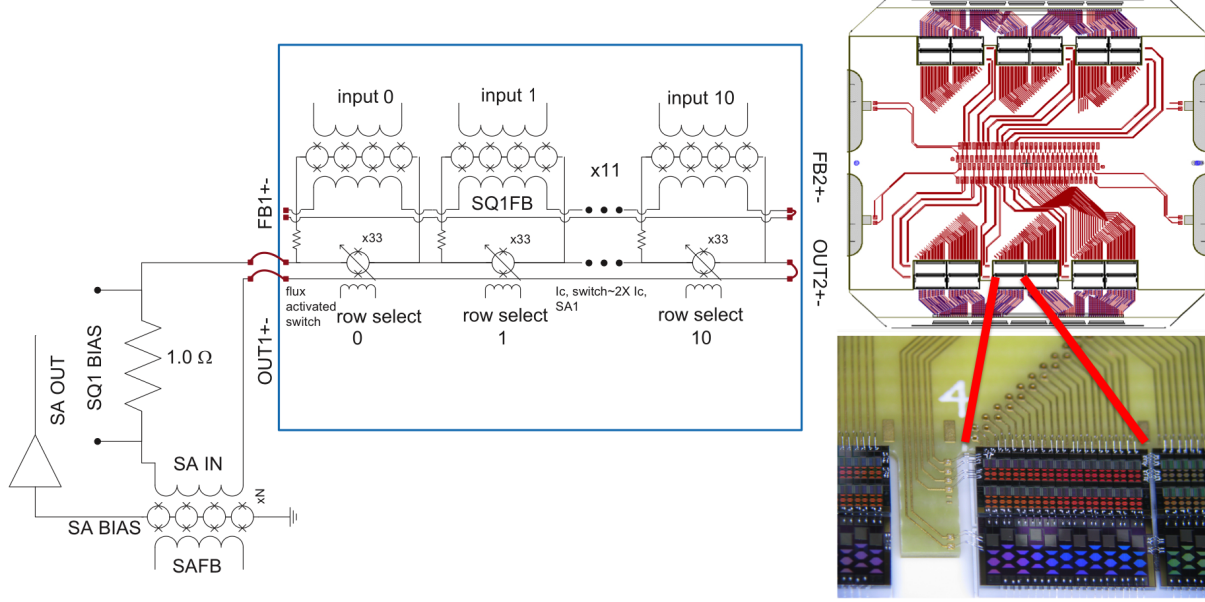 input 0
input 1
input 10
x11
SQ1FB
FB1+-
FB2+-
x33
x33
x33
OUT1+-
OUT2+-
flux
activated
switch
Ic, switch~2X Ic,
SA1
row select
0
row select
1
row select
10
SA OUT
SQ1 BIAS
1.0 Ω
SA IN
xN
SA BIAS
SAFB
4